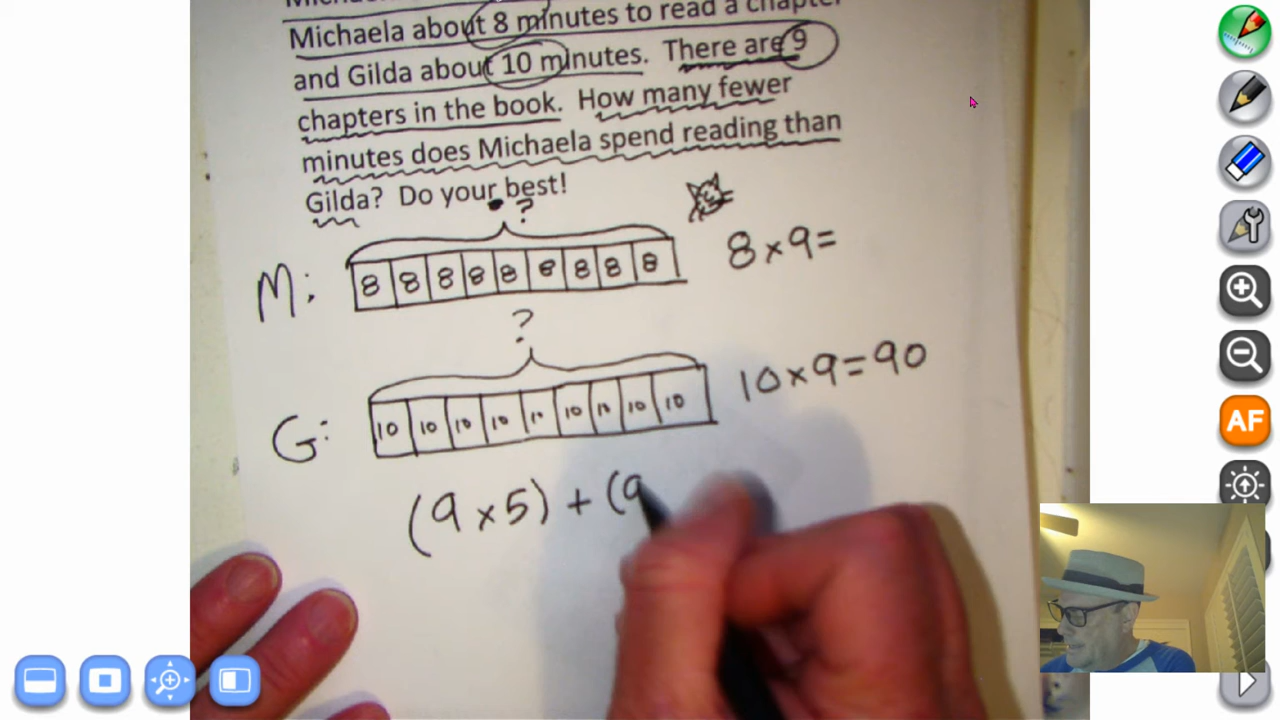 Michaela about 8 minutes to read a chapter
and Gilda about 10 minutes. There are 9
chapters in the book. How many fewer
minutes does Michaela spend reading than
Gilda? Do your best!
?
M: 8 8 8 8 8 8 8 8 8 8×9=
?
G: 10 10 10 10 10 10 10 10 10 10×9=90
(9×5)+(9
AF